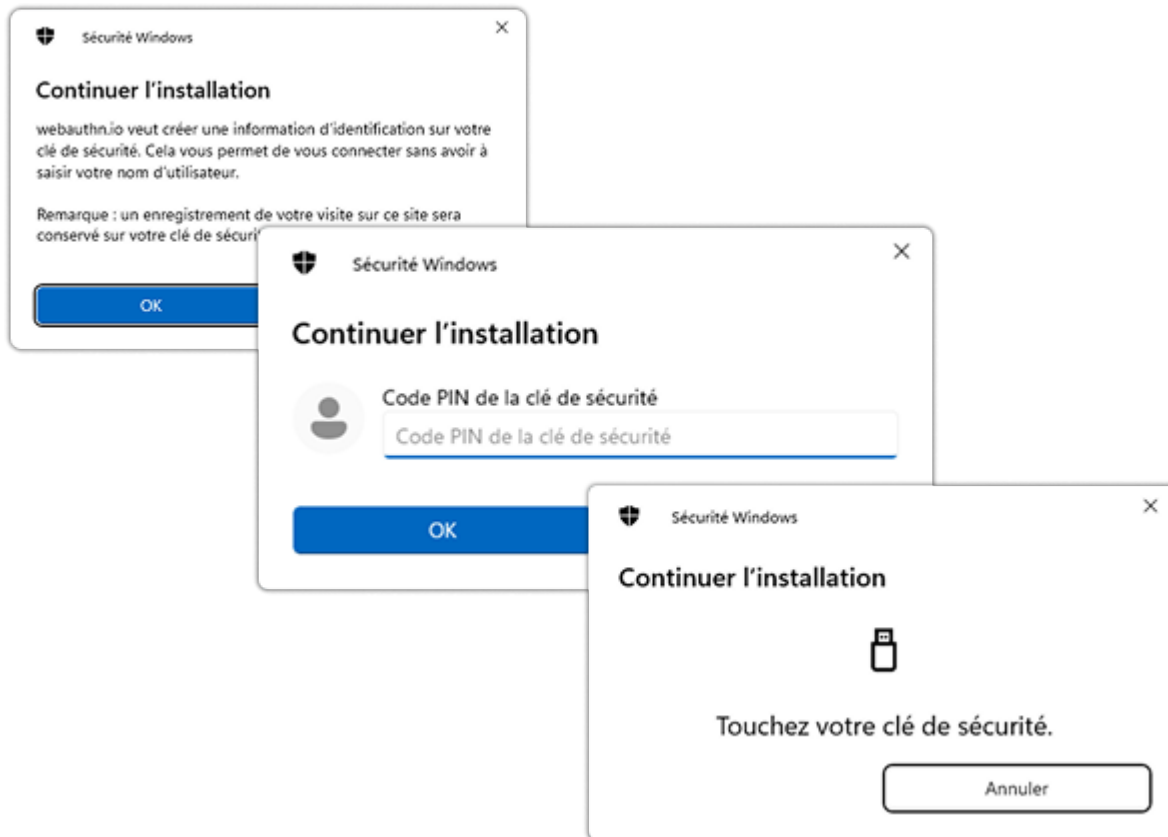 Sécurité Windows
Continuer l'installation
webauthn.io veut créer une information d'identification sur votre
clé de sécurité. Cela vous permet de vous connecter sans avoir à
saisir votre nom d'utilisateur.
Remarque : un enregistrement de votre visite sur ce site sera
conservé sur votre clé de
OK
Sécurité Windows
Continuer l'installation
Code PIN de la clé de sécurité
Code PIN de la clé de sécurité
OK
Sécurité Windows
Continuer l'installation
Touchez votre clé de sécurité.
Annuler